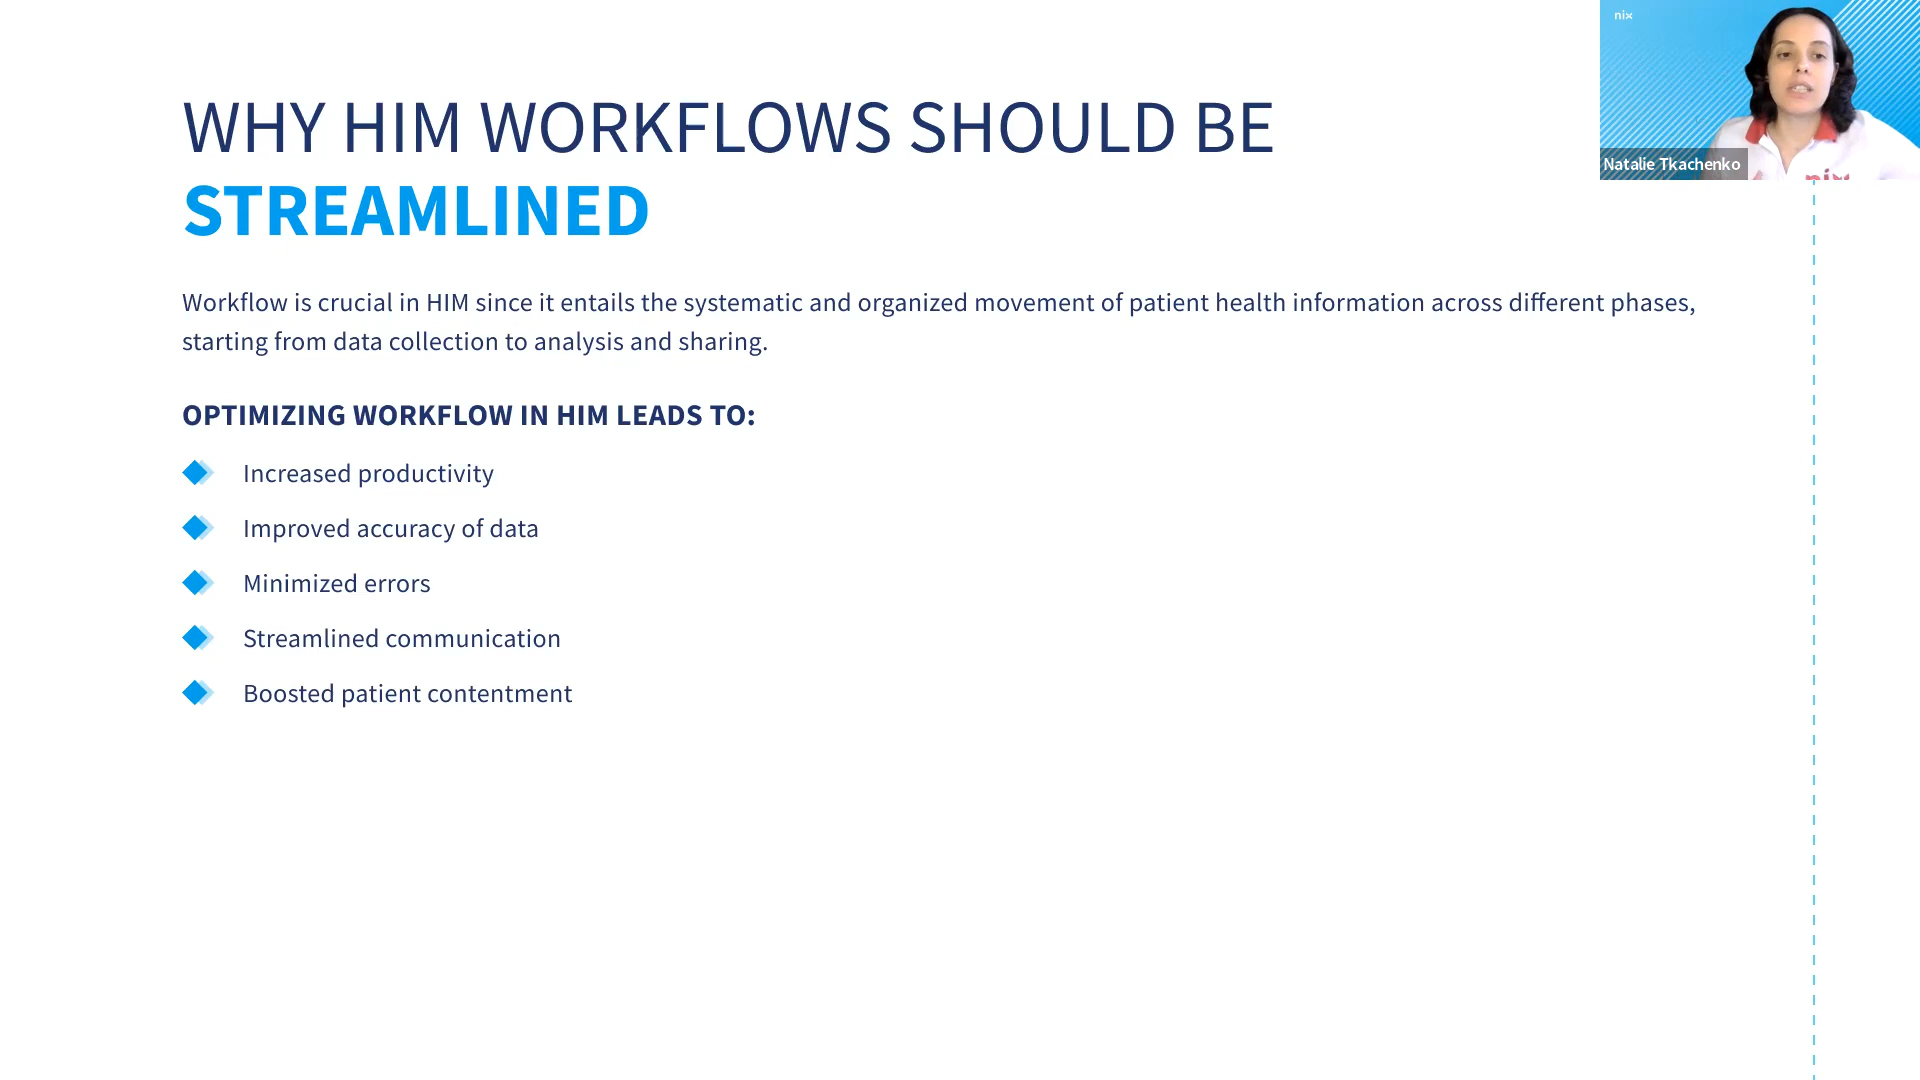 WHY HIM WORKFLOWS SHOULD BE
STREAMLINED
Workflow is crucial in HIM since it entails the systematic and organized movement of patient health information across different phases,
starting from data collection to analysis and sharing.
OPTIMIZING WORKFLOW IN HIM LEADS TO:
Increased productivity
Improved accuracy of data
Minimized errors
Streamlined communication
Boosted patient contentment
nix
Natalie Tkachenko
nix